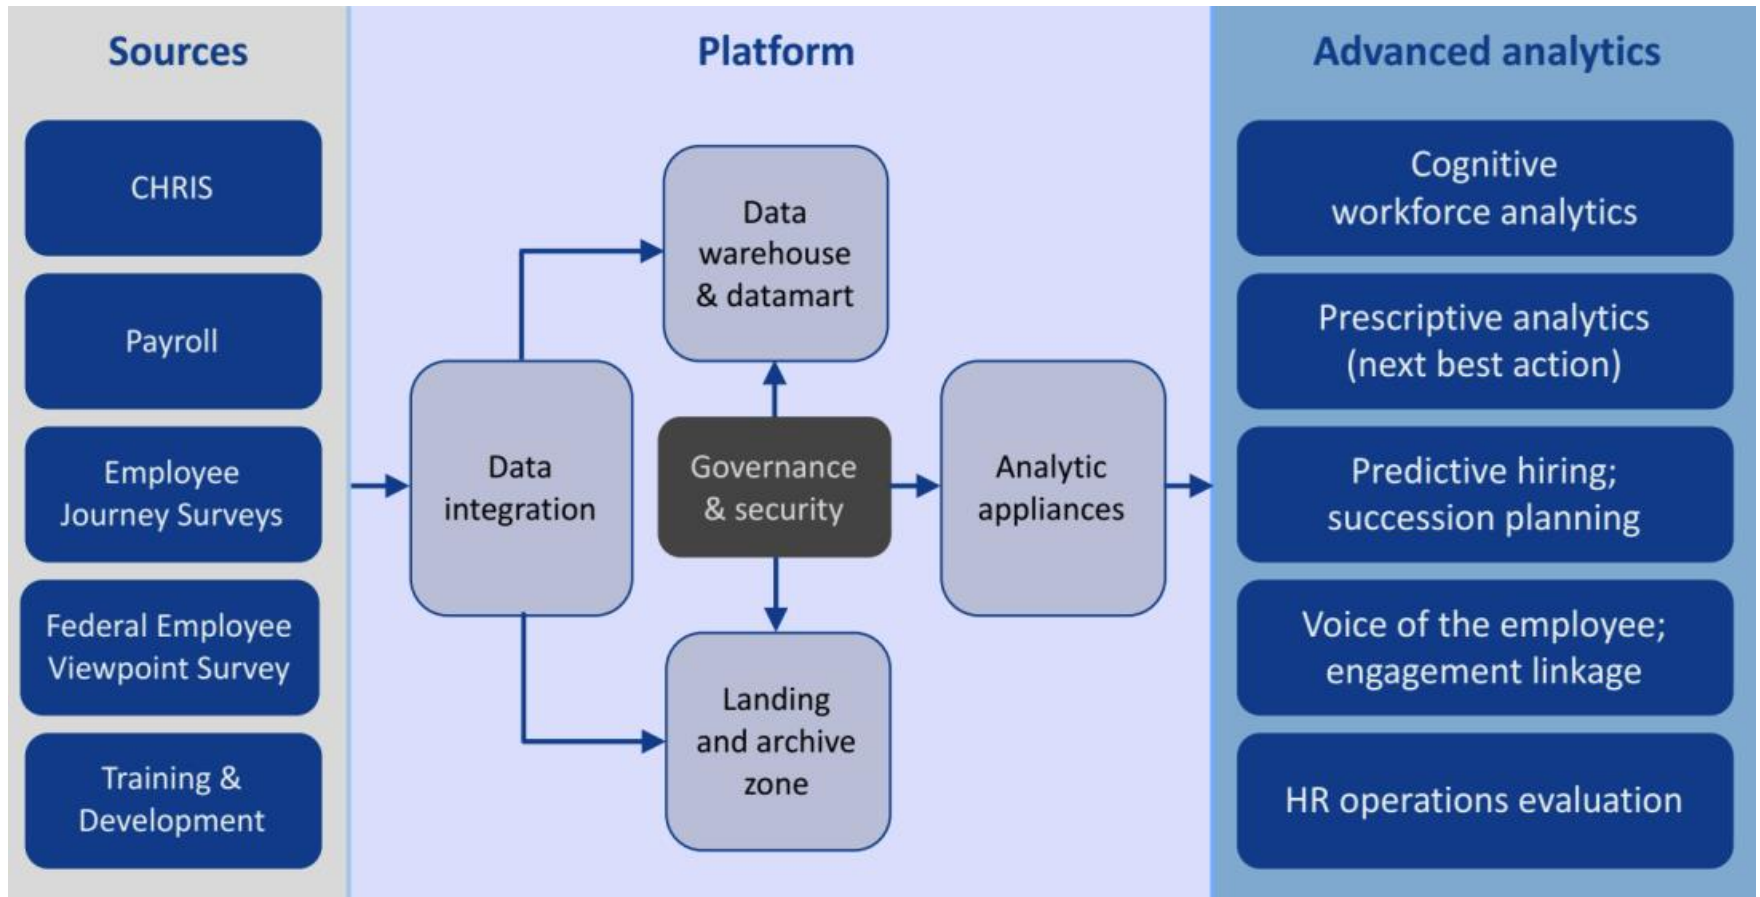 Sources
CHRIS
Payroll
Employee
Journey Surveys
Federal Employee
Viewpoint Survey
Training &
Development
Platform
Data
integration
Data
warehouse
& datamart
Governance
& security
Landing
and archive
zone
Analytic
appliances
Advanced analytics
Cognitive
workforce analytics
Prescriptive analytics
(next best action)
Predictive hiring;
succession planning
Voice of the employee;
engagement linkage
HR operations evaluation